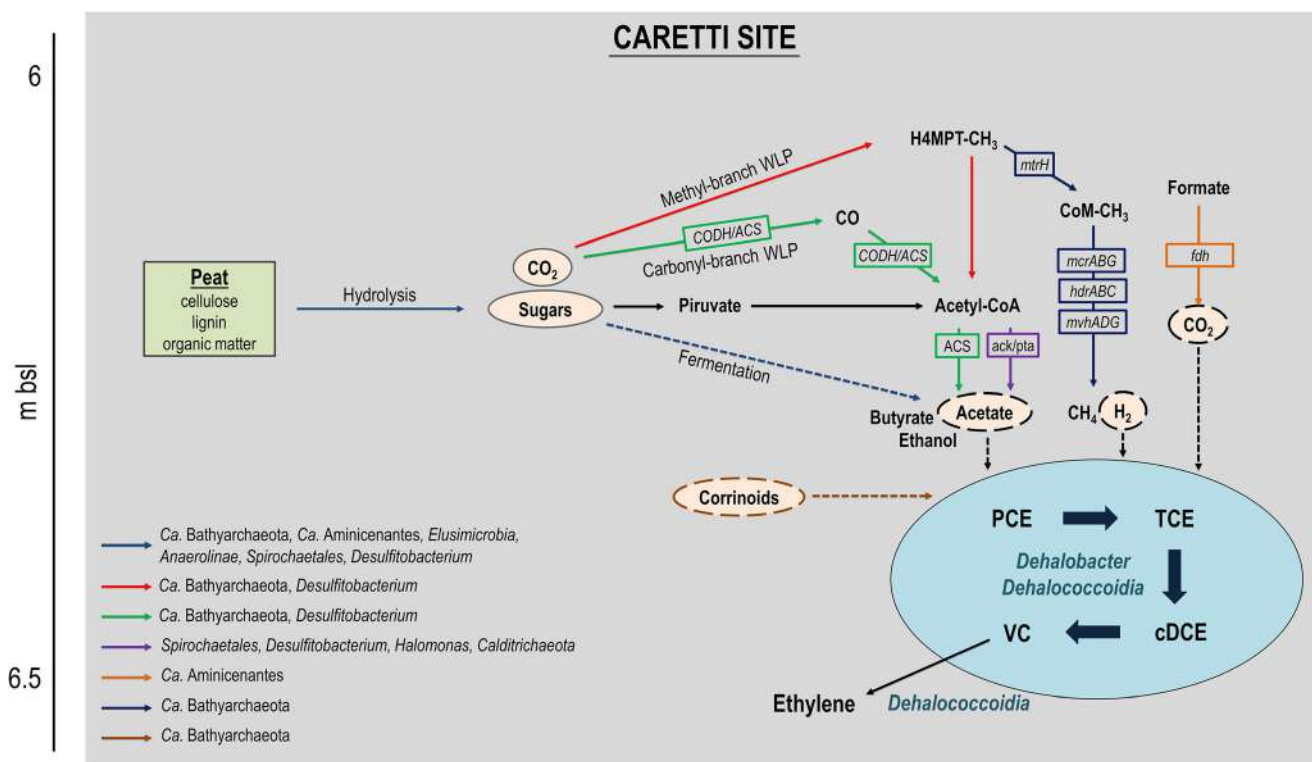 CARETTI SITE
6
H4MPT-CH3
mtrH
Methyl-branch WLP
Formate
CO
CoM-CH3
CODH/ACS
Carbonyl-branch WLP
CODH/ACS
mcrABG
fdh
CO2
Peat
cellulose
lignin
organic matter
Hydrolysis
Sugars
Piruvate
Acetyl-CoA
hdrABC
mvhADG
CO2
ACS
ack/pta
Fermentation
m bsl
Butyrate
Ethanol
Acetate
CH4
H2
Corrinoids
PCE
TCE
Dehalobacter
Dehalococcoidia
VC
cDCE
Ethylene
Dehalococcoidia
Ca. Bathyarchaeota, Ca. Aminicenantes, Elusimicrobia,
Anaerolinae, Spirochaetales, Desulfitobacterium
Ca. Bathyarchaeota, Desulfitobacterium
Ca. Bathyarchaeota, Desulfitobacterium
Spirochaetales, Desulfitobacterium, Halomonas, Calditrichaeota
Ca. Aminicenantes
Ca. Bathyarchaeota
Ca. Bathyarchaeota
6.5